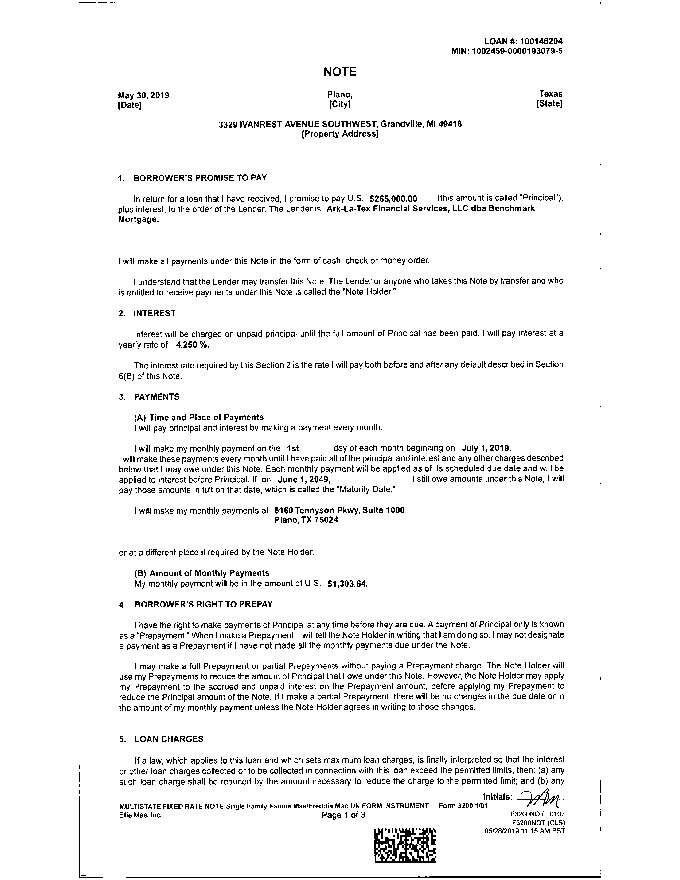 LOAN #: 100146204
MIN: 1002459-0000193079-5
NOTE
May 30, 2019 Plano, Texas
[Date] [City] [State]
3329 IVANREST AVENUE SOUTHWEST, Grandville, MI 49418
[Property Address]
1. BORROWER'S PROMISE TO PAY
In return for a loan that I have received, I promise to pay U.S. $265,000.00 (this amount is called "Principal"),
plus interest, to the order of the Lender. The Lender is Ark-La-Tex Financial Services, LLC dba Benchmark
Mortgage.
I will make all payments under this Note in the form of cash, check or money order.
I understand that the Lender may transfer this Note. The Lender or anyone who takes this Note by transfer and who
is entitled to receive payments under this Note is called the "Note Holder."
2. INTEREST
Interest will be charged on unpaid principal until the full amount of Principal has been paid. I will pay interest at a
yearly rate of 4.250 %.
The interest rate required by this Section 2 is the rate I will pay both before and after any default described in Section
6(B) of this Note.
3. PAYMENTS
(A) Time and Place of Payments
I will pay principal and interest by making a payment every month.
I will make my monthly payment on the 1st day of each month beginning on July 1, 2019.
I will make these payments every month until I have paid all of the principal and interest and any other charges described
below that I may owe under this Note. Each monthly payment will be applied as of its scheduled due date and will be
applied to interest before Principal. If, on June 1, 2049, I still owe amounts under this Note, I will
pay those amounts in full on that date, which is called the "Maturity Date."
I will make my monthly payments at 5160 Tennyson Pkwy, Suite 1000
Plano, TX 75024
or at a different place if required by the Note Holder.
(B) Amount of Monthly Payments
My monthly payment will be in the amount of U.S. $1,303.64.
4. BORROWER'S RIGHT TO PREPAY
I have the right to make payments of Principal at any time before they are due. A payment of Principal only is known
as a "Prepayment." When I make a Prepayment, I will tell the Note Holder in writing that I am doing so. I may not designate
a payment as a Prepayment if I have not made all the monthly payments due under the Note.
I may make a full Prepayment or partial Prepayments without paying a Prepayment charge. The Note Holder will
use my Prepayments to reduce the amount of Principal that I owe under this Note. However, the Note Holder may apply
my Prepayment to the accrued and unpaid interest on the Prepayment amount, before applying my Prepayment to
reduce the Principal amount of the Note. If I make a partial Prepayment, there will be no changes in the due date or in
the amount of my monthly payment unless the Note Holder agrees in writing to those changes.
5. LOAN CHARGES
If a law, which applies to this loan and which sets maximum loan charges, is finally interpreted so that the interest
or other loan charges collected or to be collected in connection with this loan exceed the permitted limits, then: (a) any
such loan charge shall be reduced by the amount necessary to reduce the charge to the permitted limit; and (b) any
Initials:
MULTISTATE FIXED RATE NOTE Single Family Fannie Mae/Freddie Mac UNIFORM INSTRUMENT Form 3200 1/01
Ellie Mae, Inc. Page 1 of 3
F3200NOT (CLS)
05/28/2019 11:15 AM PST